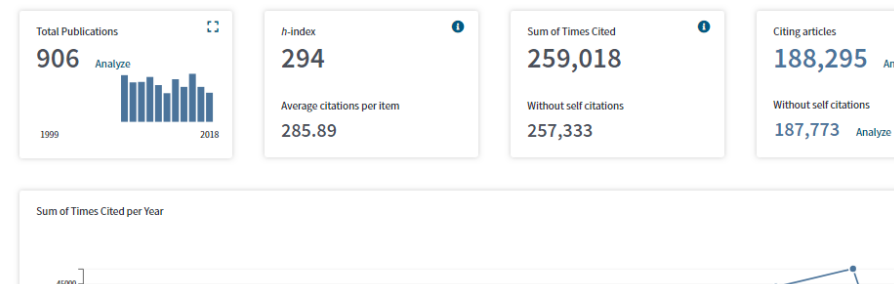 Total Publications
906 Analyze
1999 2018
h-index
294
Average citations per item
285.89
Sum of Times Cited
259,018
Without self citations
257,333
Citing articles
188,295 An
Without self citations
187,773 Analyze
Sum of Times Cited per Year
45000